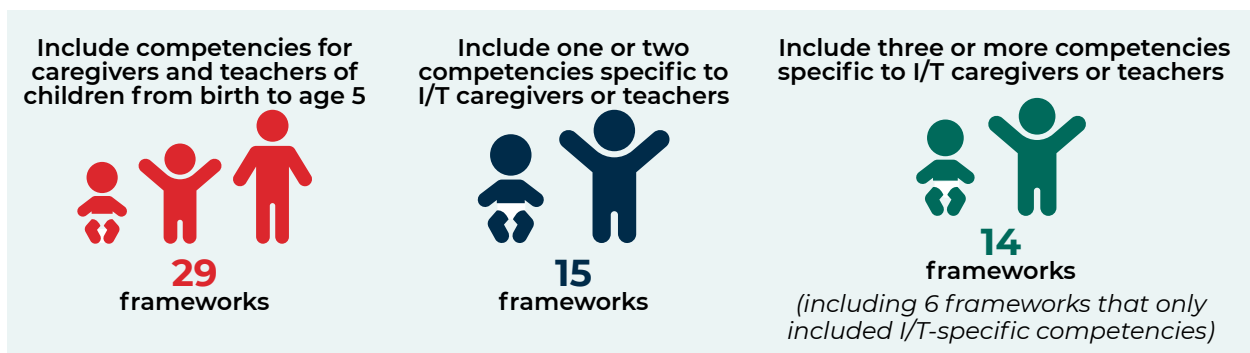 Include competencies for
caregivers and teachers of
children from birth to age 5
29
frameworks
Include one or two
competencies specific to
I/T caregivers or teachers
15
frameworks
Include three or more competencies
specific to I/T caregivers or teachers
14
frameworks
(including 6 frameworks that only
included I/T-specific competencies)